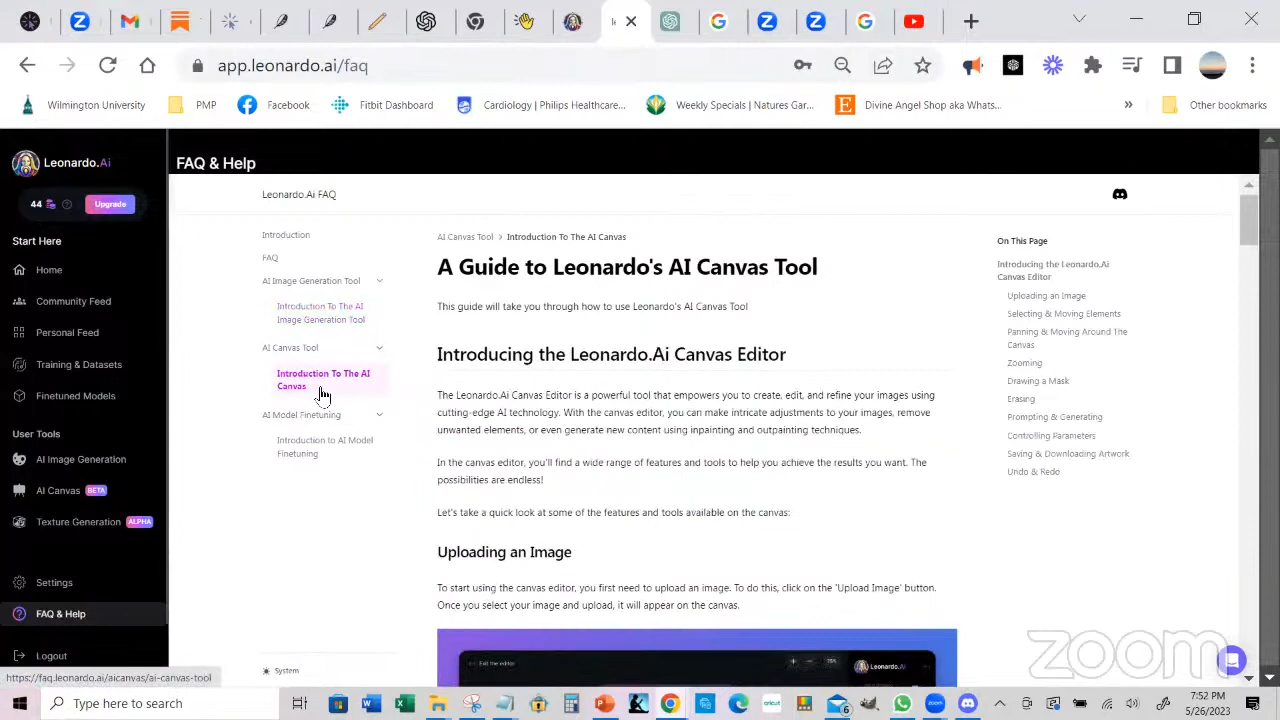 app.leonardo.ai/faq
Wilmington University
PMP
Facebook
Fitbit Dashboard
Cardiology | Philips Healthcare...
Weekly Specials | Natures Gar...
Divine Angel Shop aka Whats...
»
Other bookmarks
Leonardo.Ai
FAQ & Help
44
Upgrade
Start Here
Home
Community Feed
Personal Feed
Training & Datasets
Finetuned Models
User Tools
AI Image Generation
AI Canvas BETA
Texture Generation ALPHA
Settings
FAQ & Help
Logout
https://faq.leonardo.ai/aicanvas/ai-canvas-tool
Leonardo.Ai FAQ
Introduction
FAQ
AI Image Generation Tool
Introduction To The AI
Image Generation Tool
AI Canvas Tool
Introduction To The AI
Canvas
AI Model Finetuning
Introduction to AI Model
Finetuning
System
AI Canvas Tool > Introduction To The AI Canvas
A Guide to Leonardo's AI Canvas Tool
This guide will take you through how to use Leonardo's AI Canvas Tool
Introducing the Leonardo.Ai Canvas Editor
The Leonardo.Ai Canvas Editor is a powerful tool that empowers you to create, edit, and refine your images using
cutting-edge AI technology. With the canvas editor, you can make intricate adjustments to your images, remove
unwanted elements, or even generate new content using inpainting and outpainting techniques.
In the canvas editor, you'll find a wide range of features and tools to help you achieve the results you want. The
possibilities are endless!
Let's take a quick look at some of the features and tools available on the canvas:
Uploading an Image
To start using the canvas editor, you first need to upload an image. To do this, click on the 'Upload Image' button.
Once you select your image and upload, it will appear on the canvas.
Exit the editor
75%
Leonardo.Ai
On This Page
Introducing the Leonardo.Ai
Canvas Editor
Uploading an Image
Selecting & Moving Elements
Panning & Moving Around The
Canvas
Zooming
Drawing a Mask
Erasing
Prompting & Generating
Controlling Parameters
Saving & Downloading Artwork
Undo & Redo
zoom
Type here to search
7:52 PM
5/26/2023